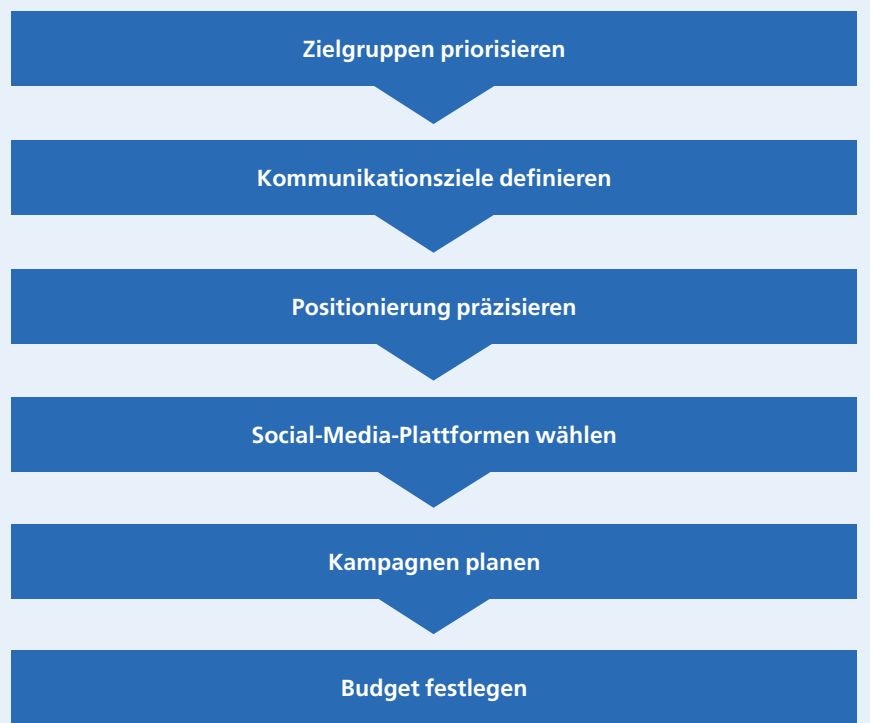 Zielgruppen priorisieren
Kommunikationsziele definieren
Positionierung präzisieren
Social-Media-Plattformen wählen
Kampagnen planen
Budget festlegen